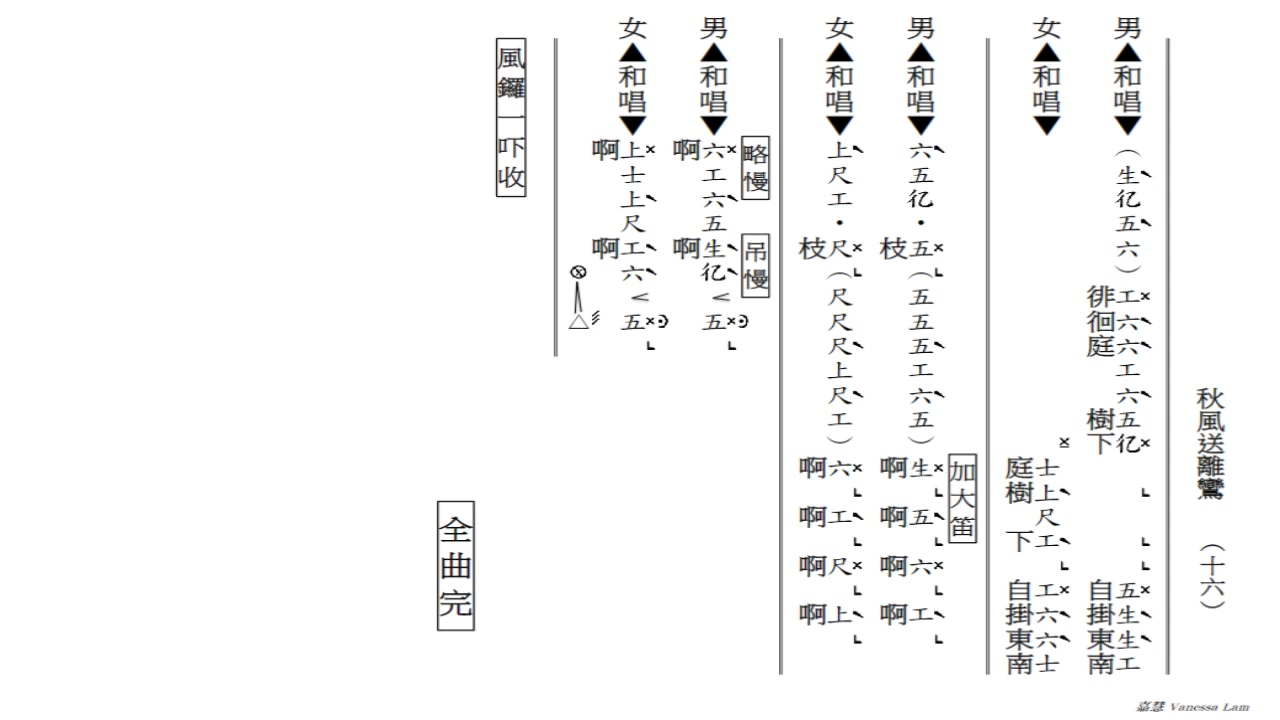 秋風送離鸞 （十六）
男▲和唱▼（生𠆾五六）工六六工六五𠆾五生生工
徘徊庭樹下自掛東南
女▲和唱▼士上尺工工六六士
庭樹下自掛東南
加大笛
男▲和唱▼六五𠆾·五（五五五工六五）生五六工
枝啊啊啊啊
女▲和唱▼上尺工·尺（尺尺尺上尺工）六工尺上
枝啊啊啊啊
略慢 吊慢
男▲和唱▼六工六五生𠆾<五
啊啊
女▲和唱▼上士上尺工六<五
啊啊
風鑼一吓收
全曲完
嘉慧 Vanessa Lam